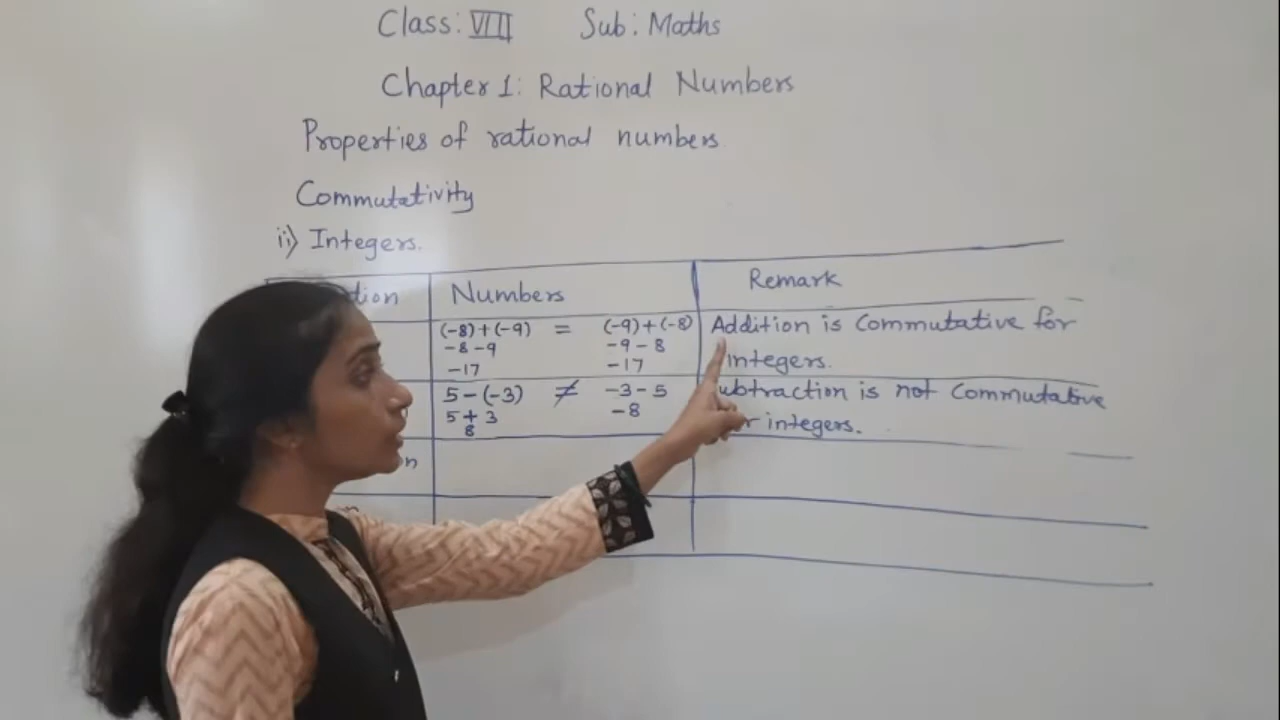 Class: VIII Sub: Maths
Chapter 1: Rational Numbers
Properties of rational numbers
Commutativity
ii) Integers.
Numbers Remark
(-8)+(-9) = (-9)+(-8) Addition is commutative for
-8-9 -9-8
-17 -17 integers.
5-(-3) ≠ -3-5 Subtraction is not commutative
5+3 -8
8 integers.